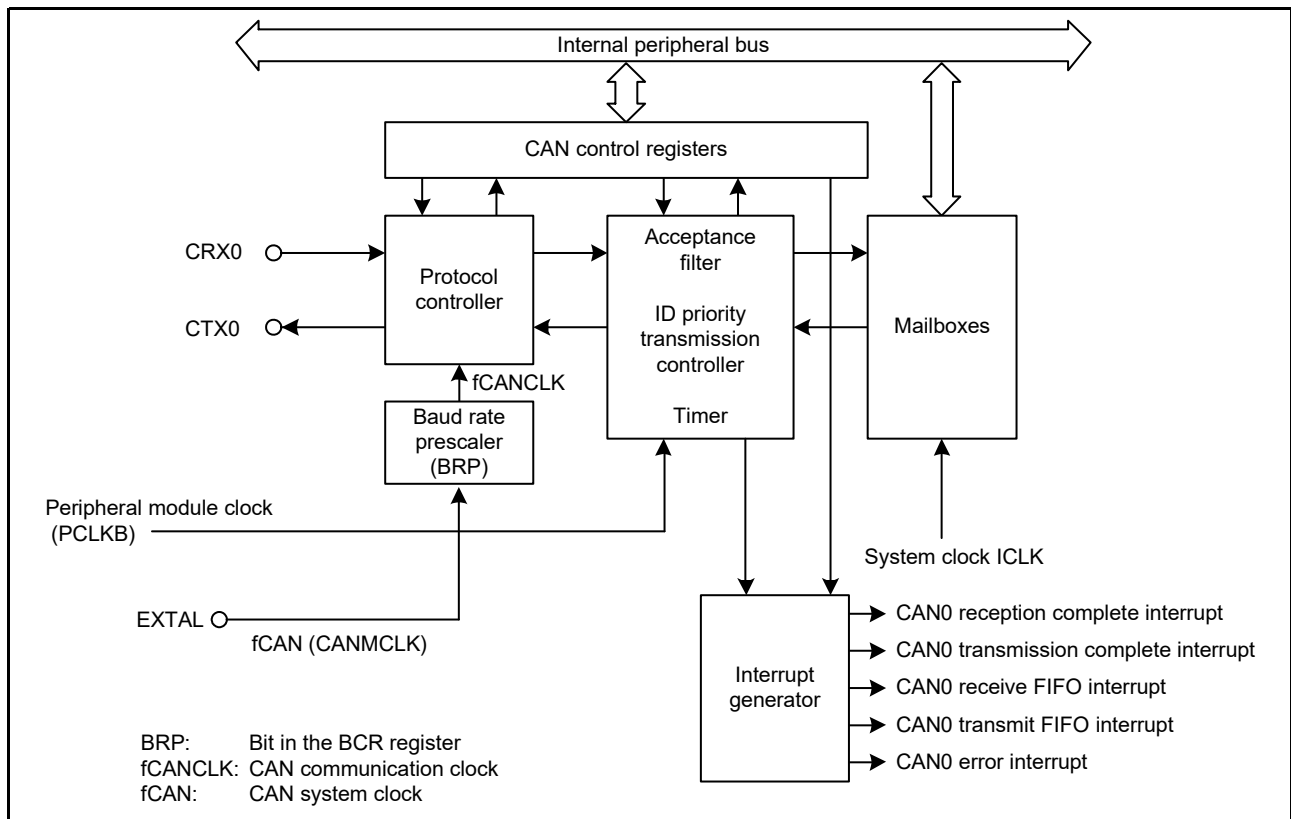 Internal peripheral bus
CAN control registers
CRX0
CTX0
Protocol
controller
Acceptance
filter
ID priority
transmission
controller
Timer
Mailboxes
fCANCLK
Baud rate
prescaler
(BRP)
Peripheral module clock
(PCLKB)
System clock ICLK
EXTAL
fCAN (CANMCLK)
Interrupt
generator
CAN0 reception complete interrupt
CAN0 transmission complete interrupt
CAN0 receive FIFO interrupt
CAN0 transmit FIFO interrupt
CAN0 error interrupt
BRP: Bit in the BCR register
fCANCLK: CAN communication clock
fCAN: CAN system clock